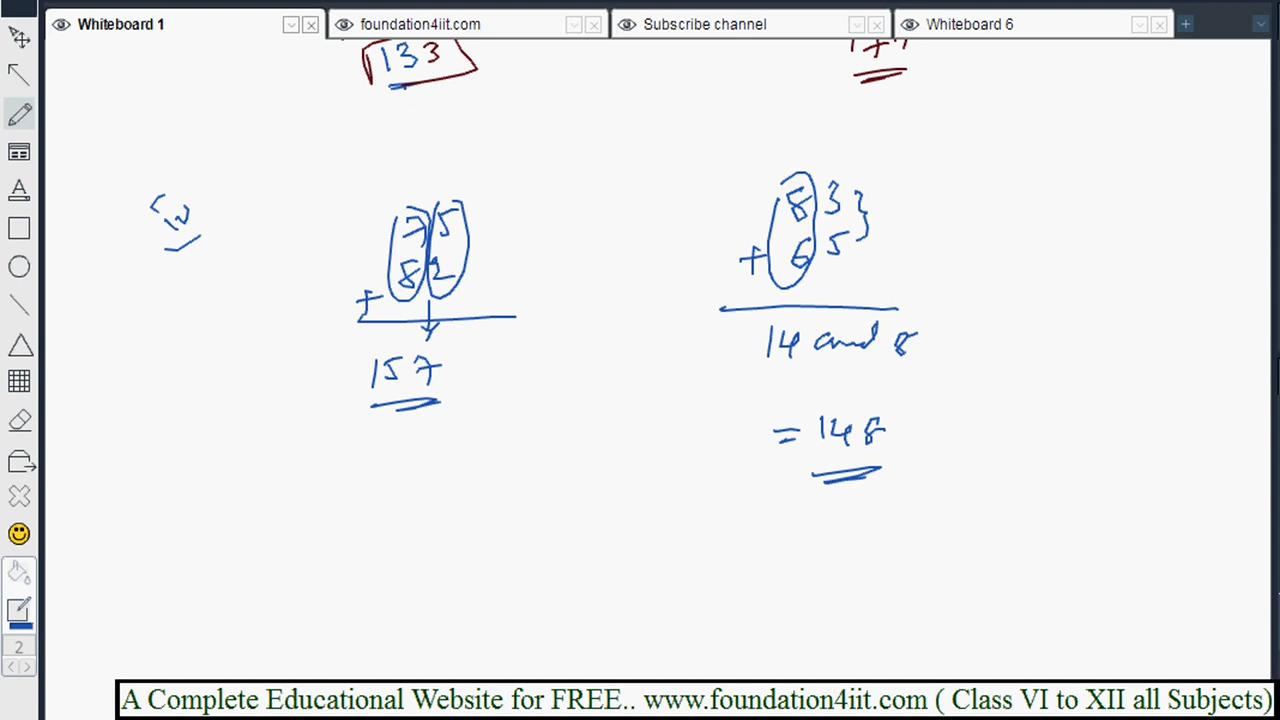 Whiteboard 1
foundation4iit.com
Subscribe channel
Whiteboard 6
133
75
+ 82
157
83
+ 65
14 and 8
= 148
2
A Complete Educational Website for FREE.. www.foundation4iit.com ( Class VI to XII all Subjects)